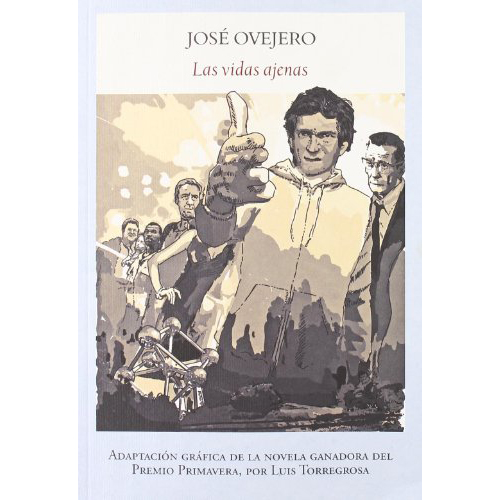 JOSÉ OVEJERO
Las vidas ajenas
ADAPTACIÓN GRÁFICA DE LA NOVELA GANADORA DEL
PREMIO PRIMAVERA, POR LUIS TORREGROSA